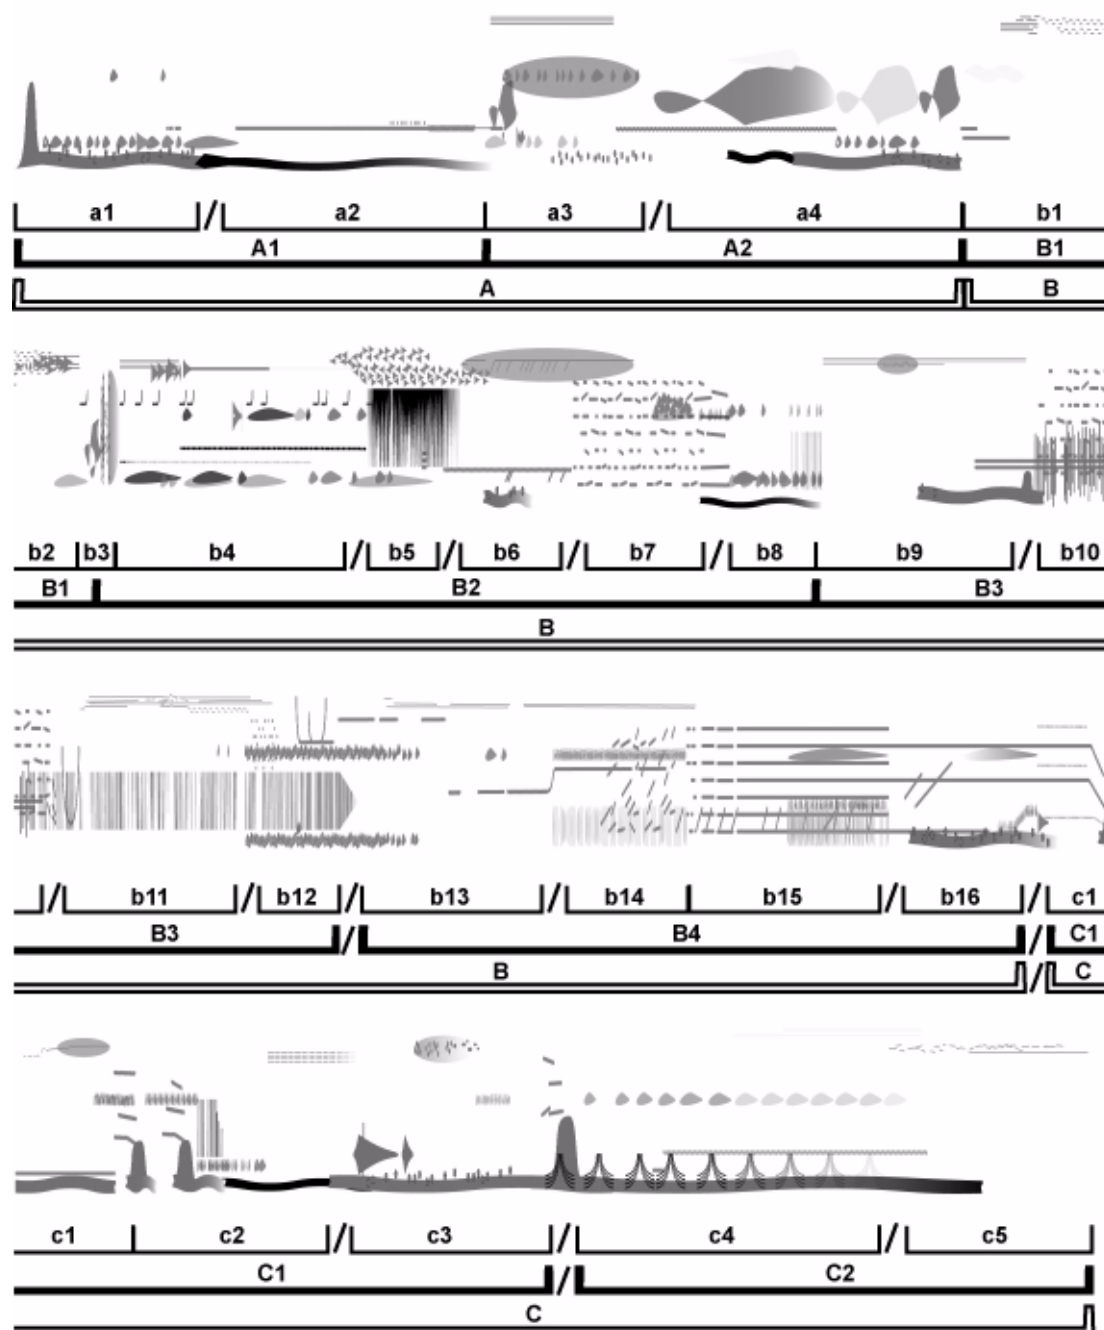 a1 / a2 a3 / a4 b1
A1 A2 B1
A B
b2 b3 b4 / b5 / b6 / b7 / b8 b9 / b10
B1 B2 B3
B
/ b11 / b12 / b13 / b14 b15 / b16 / c1
B3 / B4 / C1
B / C
c1 c2 / c3 / c4 / c5
C1 / C2
C